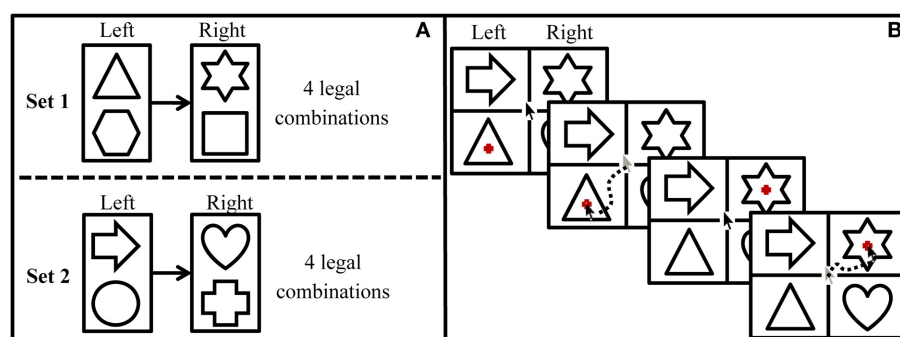 A
Left
Right
Set 1
4 legal
combinations
Left
Right
Set 2
4 legal
combinations
B
Left
Right